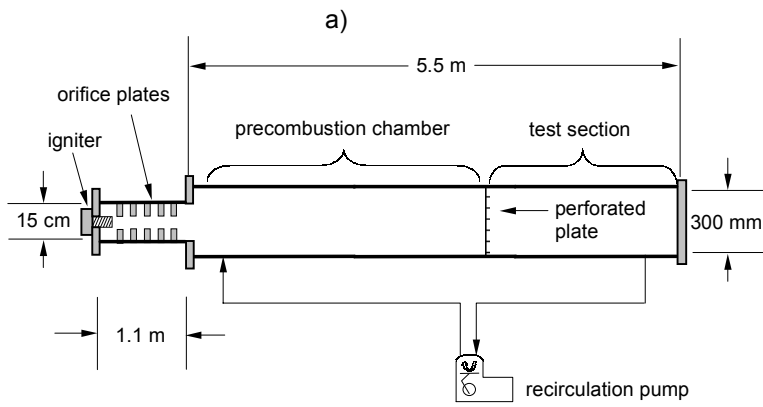 a)
5.5 m
orifice plates
igniter
precombustion chamber
test section
15 cm
perforated
plate
300 mm
1.1 m
recirculation pump